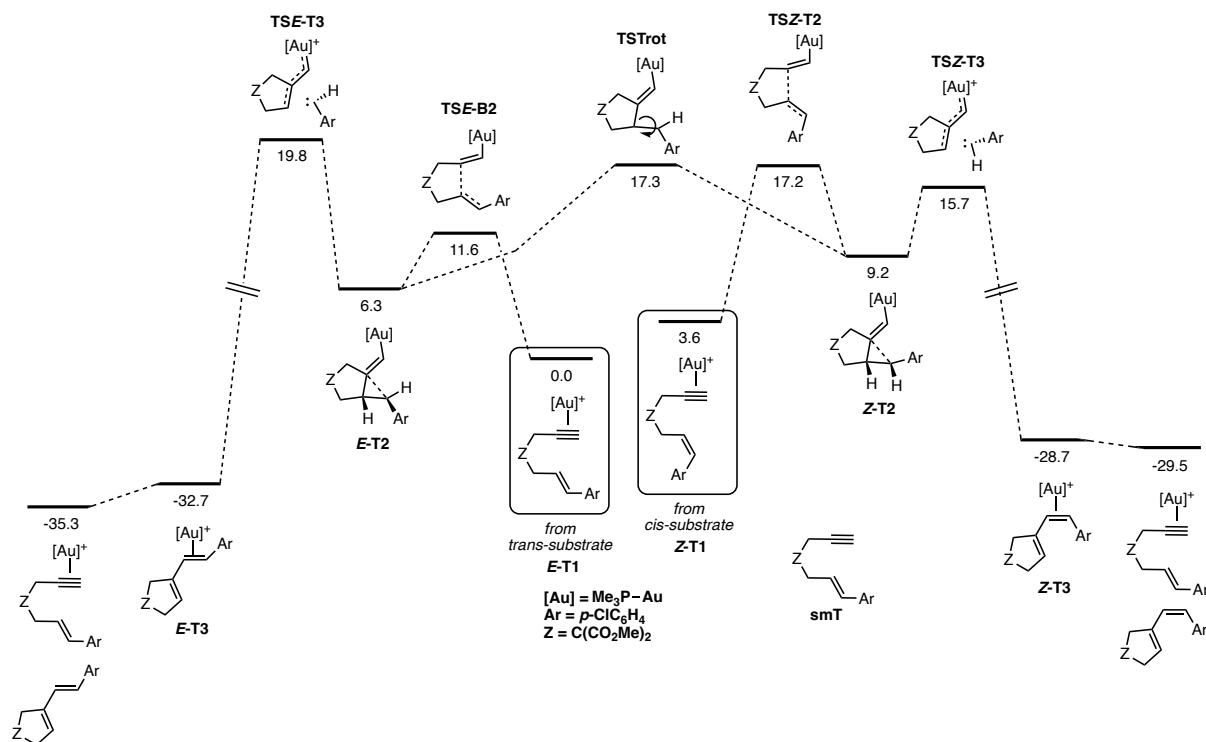 TSE-T3
[Au]+
Z
H
Ar
19.8
TSE-B2
[Au]
Z
Ar
11.6
TSTrot
[Au]
Z
H
Ar
17.3
TSZ-T2
[Au]
Z
Ar
17.2
TSZ-T3
[Au]+
Z
Ar
H
15.7
6.3
[Au]
Z
H
H
Ar
E-T2
0.0
[Au]+
Z
Ar
from
trans-substrate
E-T1
3.6
[Au]+
Z
Ar
from
cis-substrate
Z-T1
9.2
[Au]
Z
Ar
H
H
Z-T2
-35.3
[Au]+
Z
Ar
Ar
Z
-32.7
[Au]+
Ar
Z
E-T3
[Au] = Me3P–Au
Ar = p-ClC6H4
Z = C(CO2Me)2
Z
Ar
smT
-28.7
[Au]+
Ar
Z
Z-T3
-29.5
[Au]+
Z
Ar
Ar
Z